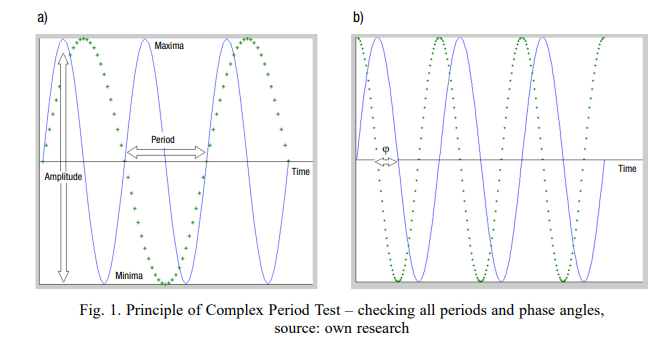 a)
Maxima
Period
Time
Amplitude
Minima
b)
φ
Time
Fig. 1. Principle of Complex Period Test – checking all periods and phase angles,
source: own research